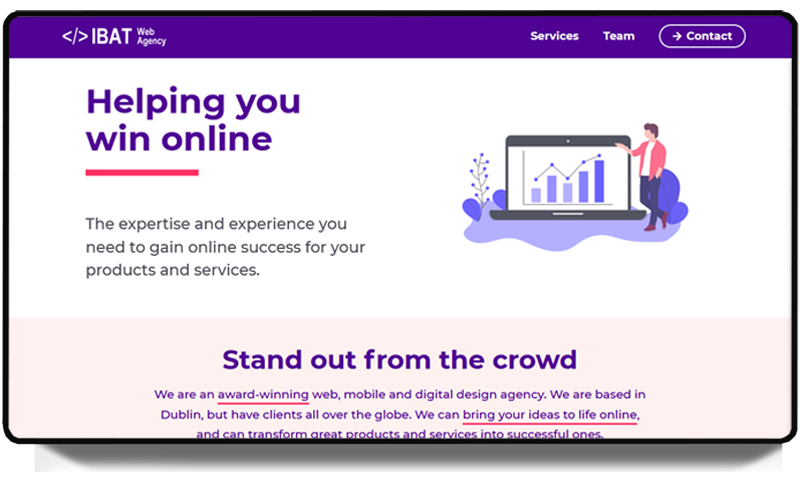 </> IBAT Web Agency
Services Team → Contact
Helping you
win online
The expertise and experience you
need to gain online success for your
products and services.
Stand out from the crowd
We are an award-winning web, mobile and digital design agency. We are based in
Dublin, but have clients all over the globe. We can bring your ideas to life online,
and can transform great products and services into successful ones.